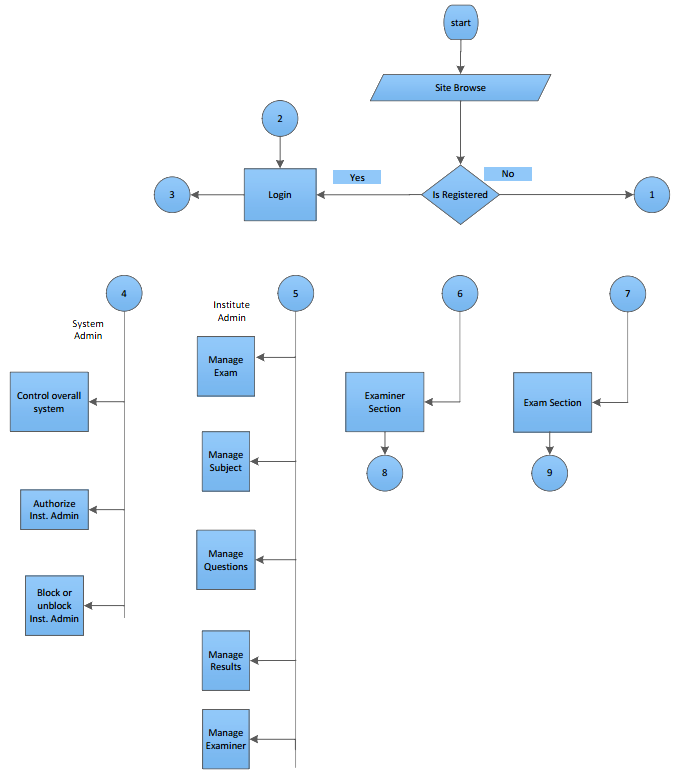 start
Site Browse
2
Yes
No
3
Login
Is Registered
1
4
5
6
7
System
Admin
Institute
Admin
Control overall
system
Authorize
Inst. Admin
Block or
unblock
Inst. Admin
Manage
Exam
Manage
Subject
Manage
Questions
Manage
Results
Manage
Examiner
Examiner
Section
8
Exam Section
9